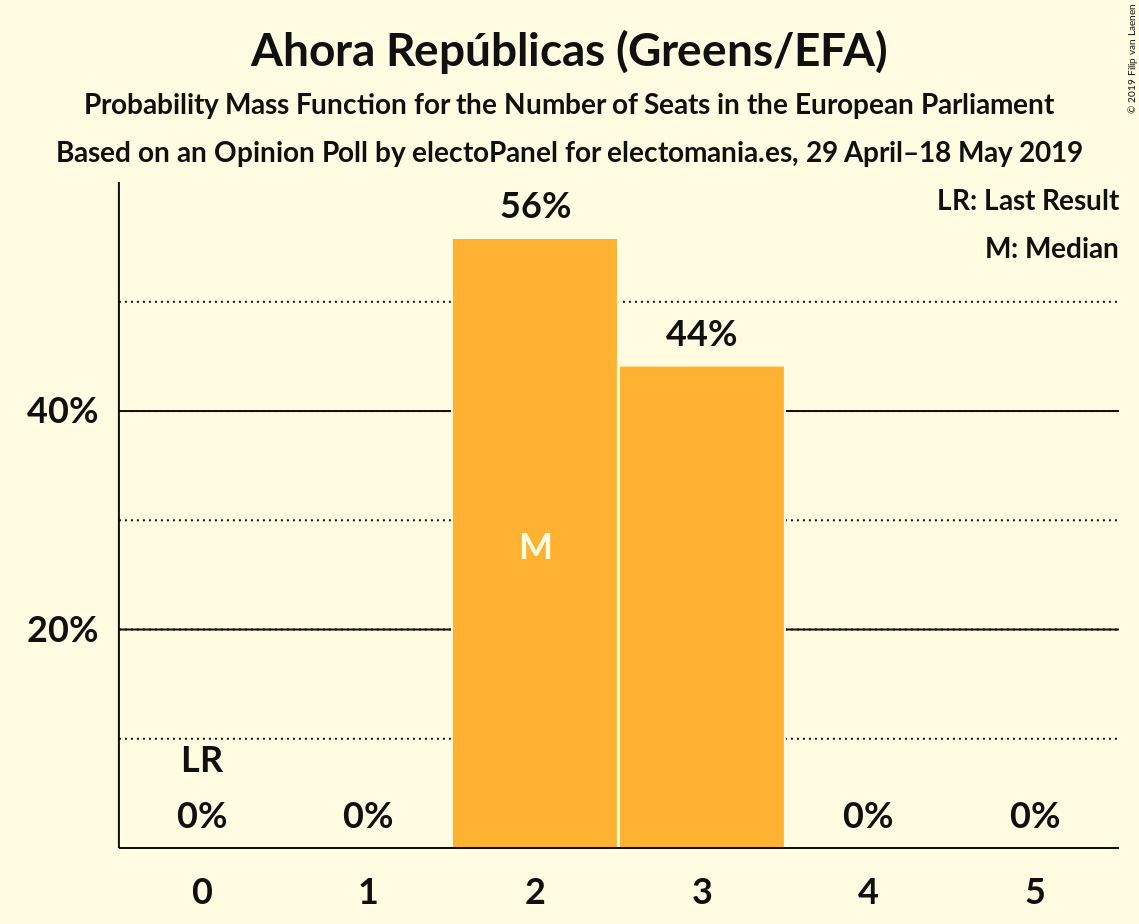 Ahora Repúblicas (Greens/EFA)
Probability Mass Function for the Number of Seats in the European Parliament
Based on an Opinion Poll by electoPanel for electomania.es, 29 April–18 May 2019
© 2019 Filip van Laenen
LR: Last Result
M: Median
56%
44%
40%
M
20%
LR
0% 0% 0% 0%
0 1 2 3 4 5